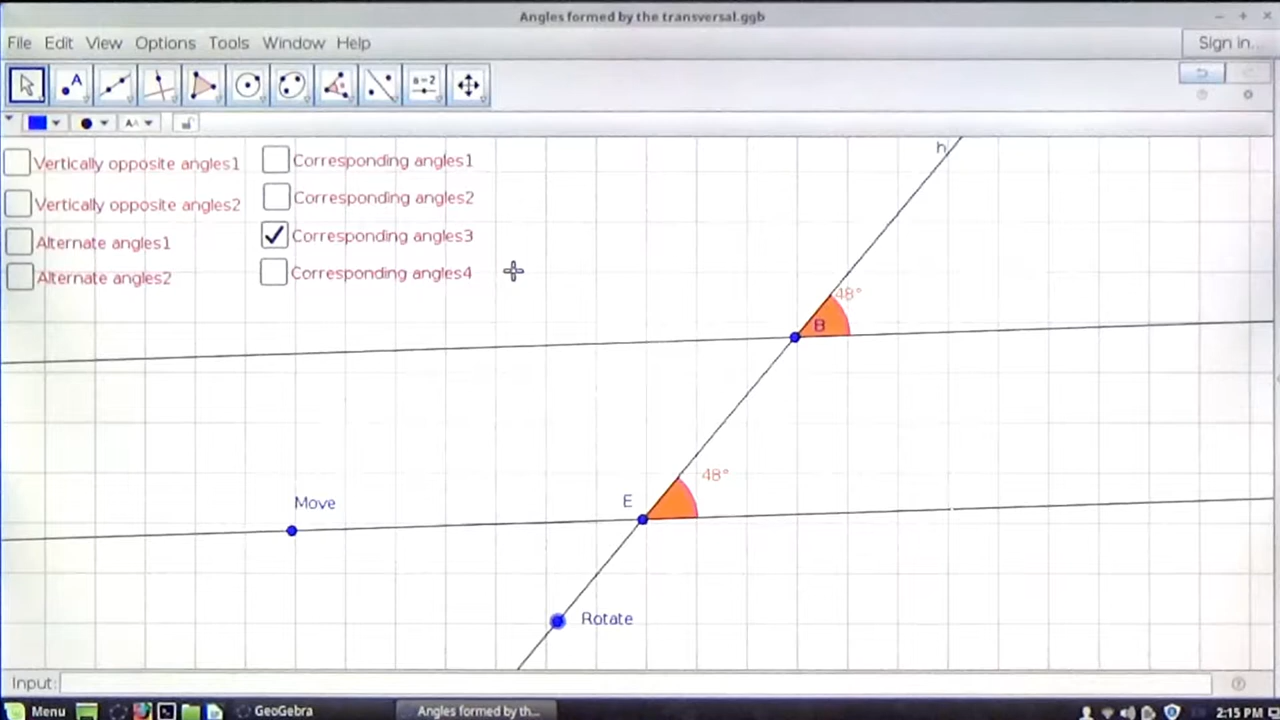 Angles formed by the transversal.ggb
File Edit View Options Tools Window Help
Sign in...
A
a=2
AA
Vertically opposite angles1
Vertically opposite angles2
Alternate angles1
Alternate angles2
Corresponding angles1
Corresponding angles2
Corresponding angles3
Corresponding angles4
h
48°
B
48°
E
Move
Rotate
Input:
Menu GeoGebra Angles formed by th... 2:15 PM